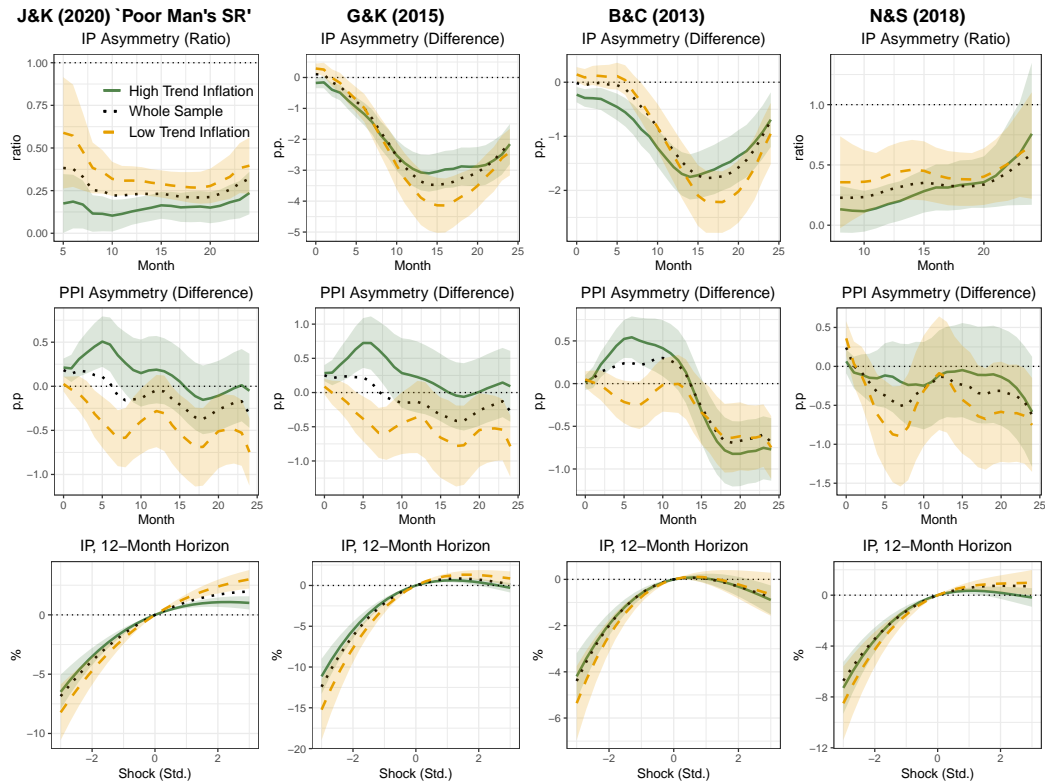 J&K (2020) `Poor Man's SR'
G&K (2015)
B&C (2013)
N&S (2018)
IP Asymmetry (Ratio)
1.00
0.75
0.50
0.25
0.00
ratio
High Trend Inflation
Whole Sample
Low Trend Inflation
5
10
15
20
Month
IP Asymmetry (Difference)
0
−1
−2
−3
−4
−5
p.p.
0
5
10
15
20
25
Month
IP Asymmetry (Difference)
0
−1
−2
p.p.
0
5
10
15
20
25
Month
IP Asymmetry (Ratio)
1.0
0.5
0.0
ratio
10
15
20
Month
PPI Asymmetry (Difference)
0.5
0.0
−0.5
−1.0
p.p
0
5
10
15
20
25
Month
PPI Asymmetry (Difference)
1.0
0.5
0.0
−0.5
−1.0
p.p
0
5
10
15
20
25
Month
PPI Asymmetry (Difference)
0.5
0.0
−0.5
−1.0
p.p
0
5
10
15
20
25
Month
PPI Asymmetry (Difference)
0.5
0.0
−0.5
−1.0
−1.5
p.p
0
5
10
15
20
25
Month
IP, 12−Month Horizon
0
−5
−10
%
−2
0
2
Shock (Std.)
IP, 12−Month Horizon
0
−5
−10
−15
−20
%
−2
0
2
Shock (Std.)
IP, 12−Month Horizon
0
−2
−4
−6
%
−2
0
2
Shock (Std.)
IP, 12−Month Horizon
0
−4
−8
−12
%
−2
0
2
Shock (Std.)